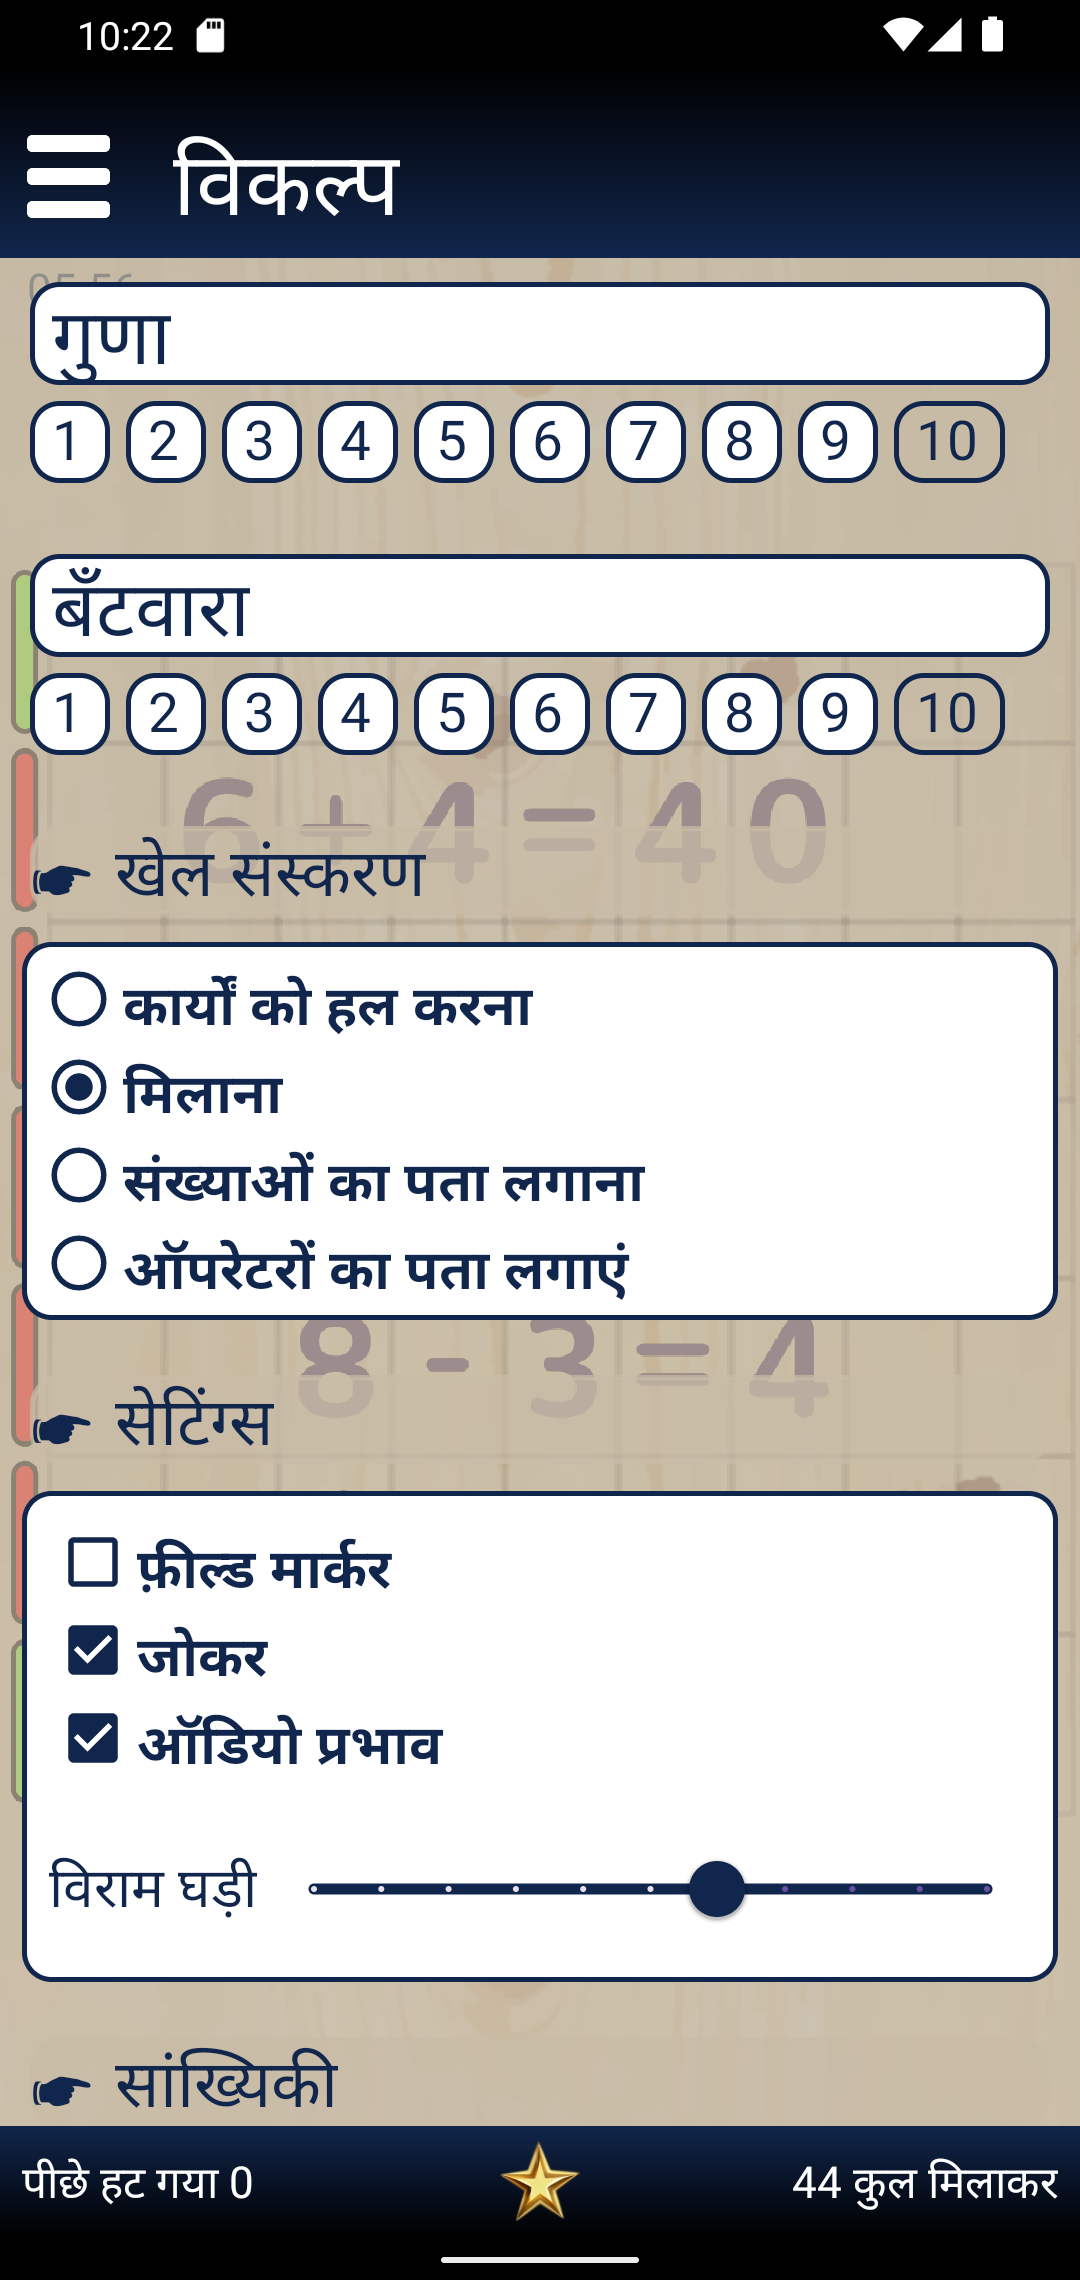 10:22
विकल्प
गुणा
1 2 3 4 5 6 7 8 9 10
बँटवारा
1 2 3 4 5 6 7 8 9 10
6 + 4 = 4 0
खेल संस्करण
कार्यों को हल करना
मिलाना
संख्याओं का पता लगाना
ऑपरेटरों का पता लगाएं
8 - 3 = 4
सेटिंग्स
फ़ील्ड मार्कर
जोकर
ऑडियो प्रभाव
विराम घड़ी
सांख्यिकी
पीछे हट गया 0
44 कुल मिलाकर